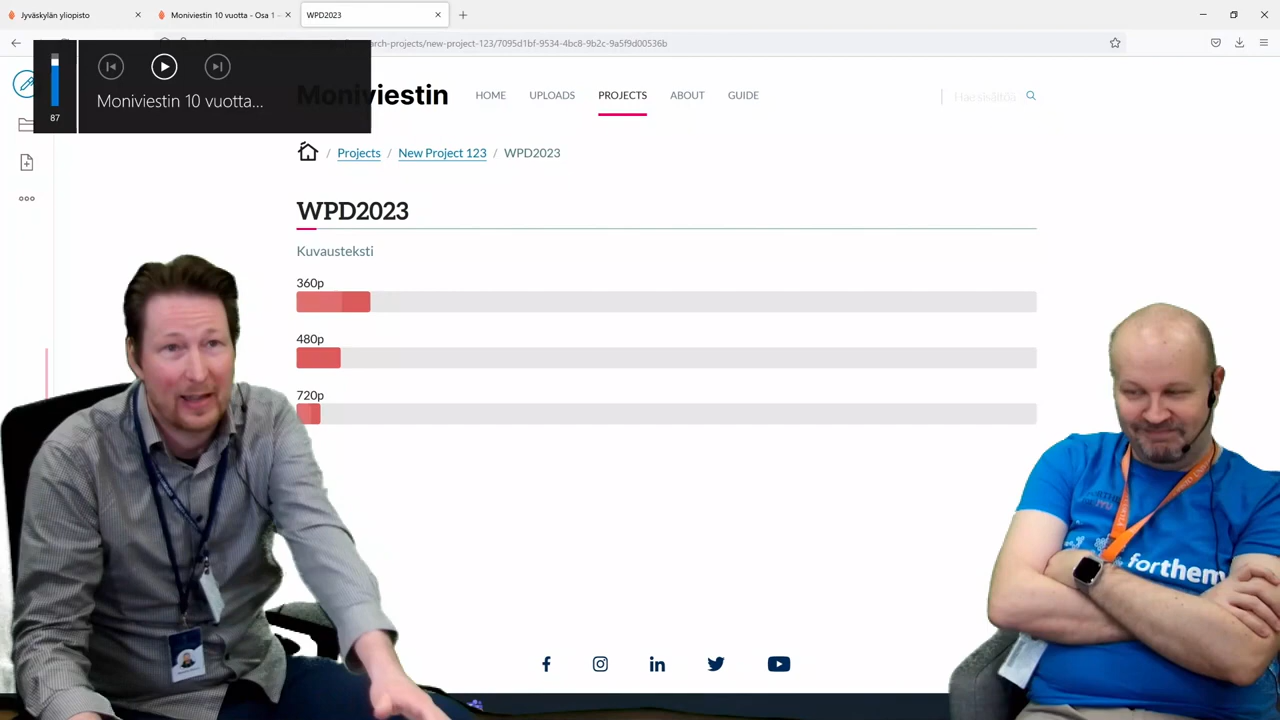 Jyväskylän yliopisto
Moniviestin 10 vuotta - Osa 1 -
WPD2023
arch-projects/new-project-123/7095d1bf-9534-4bc8-9b2c-9a5f9d00536b
87
Moniviestin 10 vuotta...
Moniviestin
HOME
UPLOADS
PROJECTS
ABOUT
GUIDE
Hae sisältöä
/ Projects / New Project 123 / WPD2023
WPD2023
Kuvausteksti
360p
480p
720p
forthem